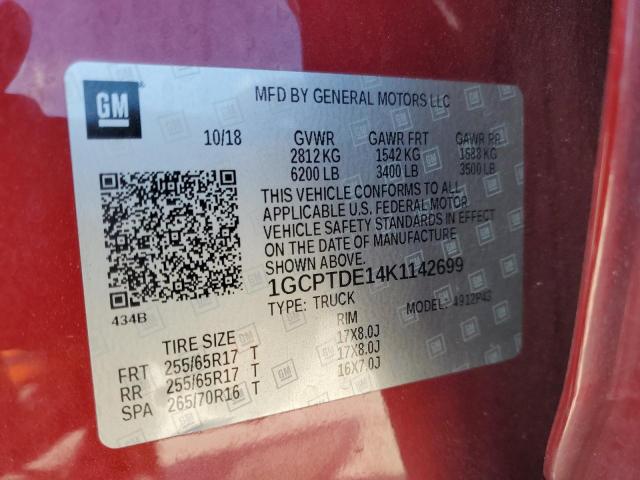 GM
MFD BY GENERAL MOTORS LLC
10/18 GVWR GAWR FRT GAWR RR
2812 KG 1542 KG 1588 KG
6200 LB 3400 LB 3500 LB
THIS VEHICLE CONFORMS TO ALL
APPLICABLE U.S. FEDERAL MOTOR
VEHICLE SAFETY STANDARDS IN EFFECT
ON THE DATE OF MANUFACTURE
SHOWN ABOVE.
1GCPTDE14K1142699
TYPE: TRUCK MODEL: 4912P43
434B
TIRE SIZE RIM
FRT 255/65R17 T 17X8.0J
RR 255/65R17 T 17X8.0J
SPA 265/70R16 T 16X7.0J